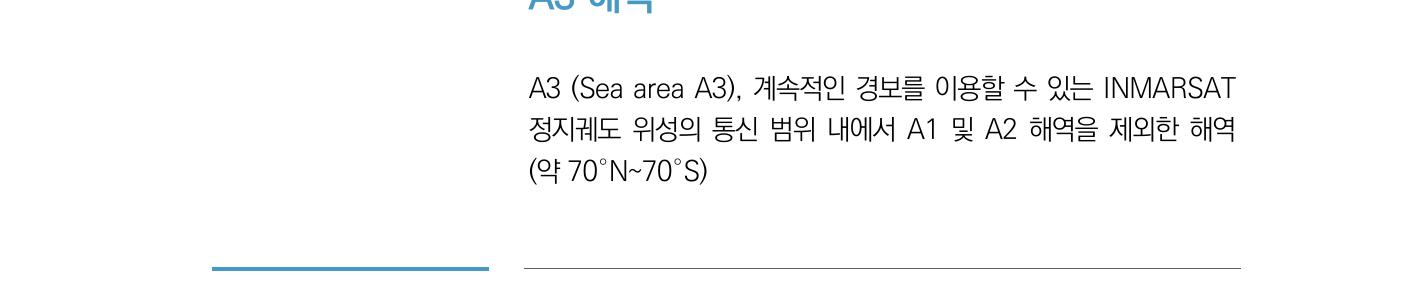 A3 해역
A3 (Sea area A3), 계속적인 경보를 이용할 수 있는 INMARSAT
정지궤도 위성의 통신 범위 내에서 A1 및 A2 해역을 제외한 해역
(약 70°N~70°S)